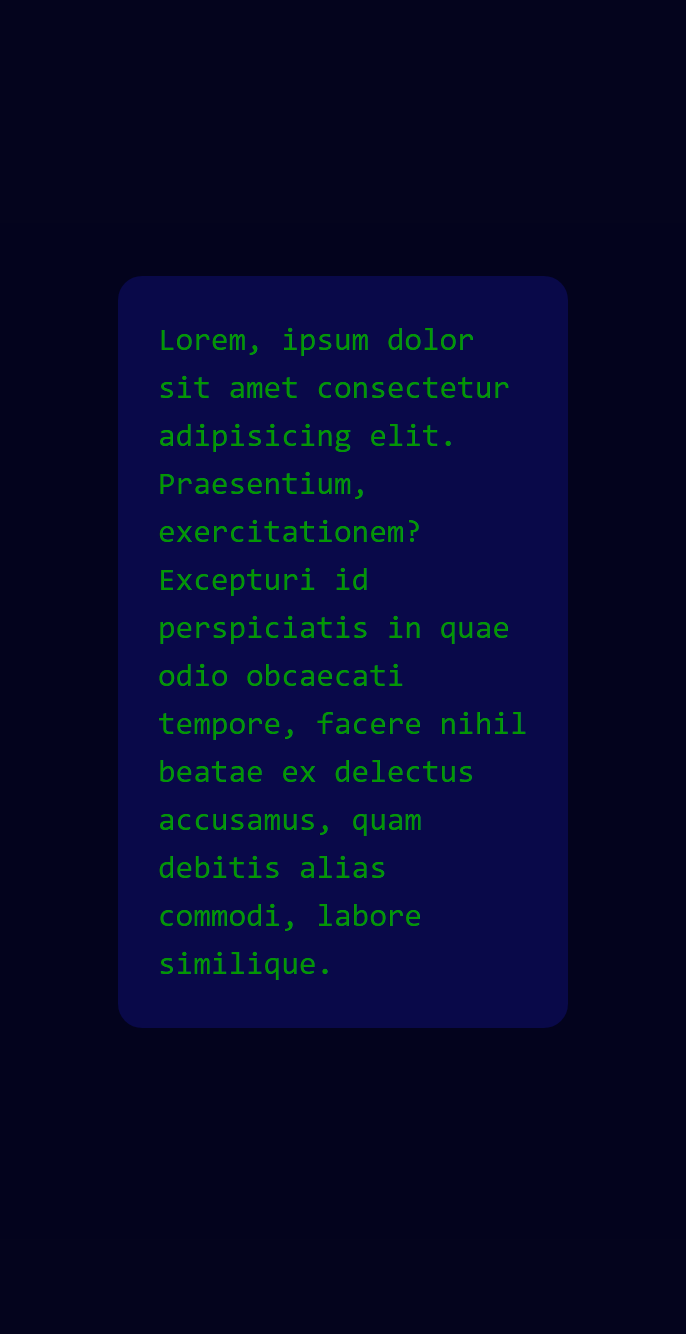 Lorem, ipsum dolor
sit amet consectetur
adipisicing elit.
Praesentium,
exercitationem?
Excepturi id
perspiciatis in quae
odio obcaecati
tempore, facere nihil
beatae ex delectus
accusamus, quam
debitis alias
commodi, labore
similique.